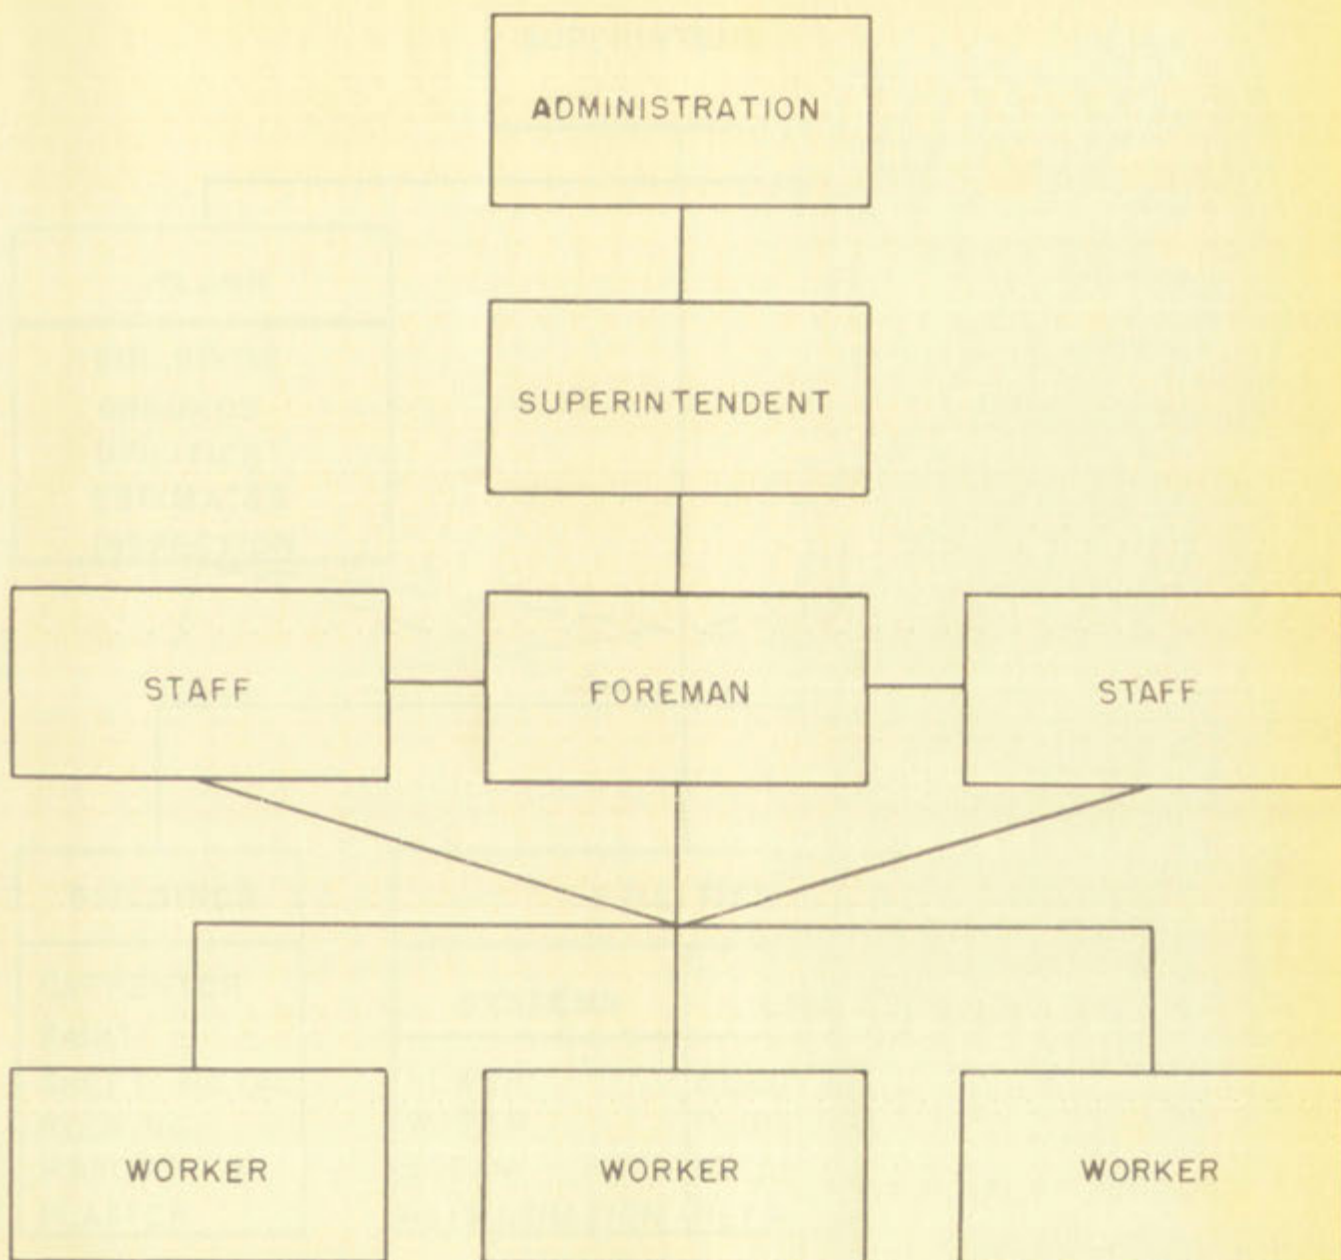 ADMINISTRATION
SUPERINTENDENT
STAFF FOREMAN STAFF
WORKER WORKER WORKER